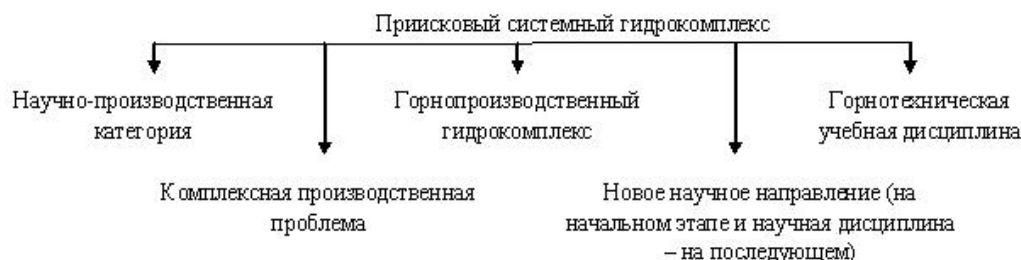 Приисковый системный гидрокомплекс
Научно-производственная
категория
Горнопроизводственный
гидрокомплекс
Горнотехническая
учебная дисциплина
Комплексная производственная
проблема
Новое научное направление (на
начальном этапе и научная дисциплина
– на последующем)